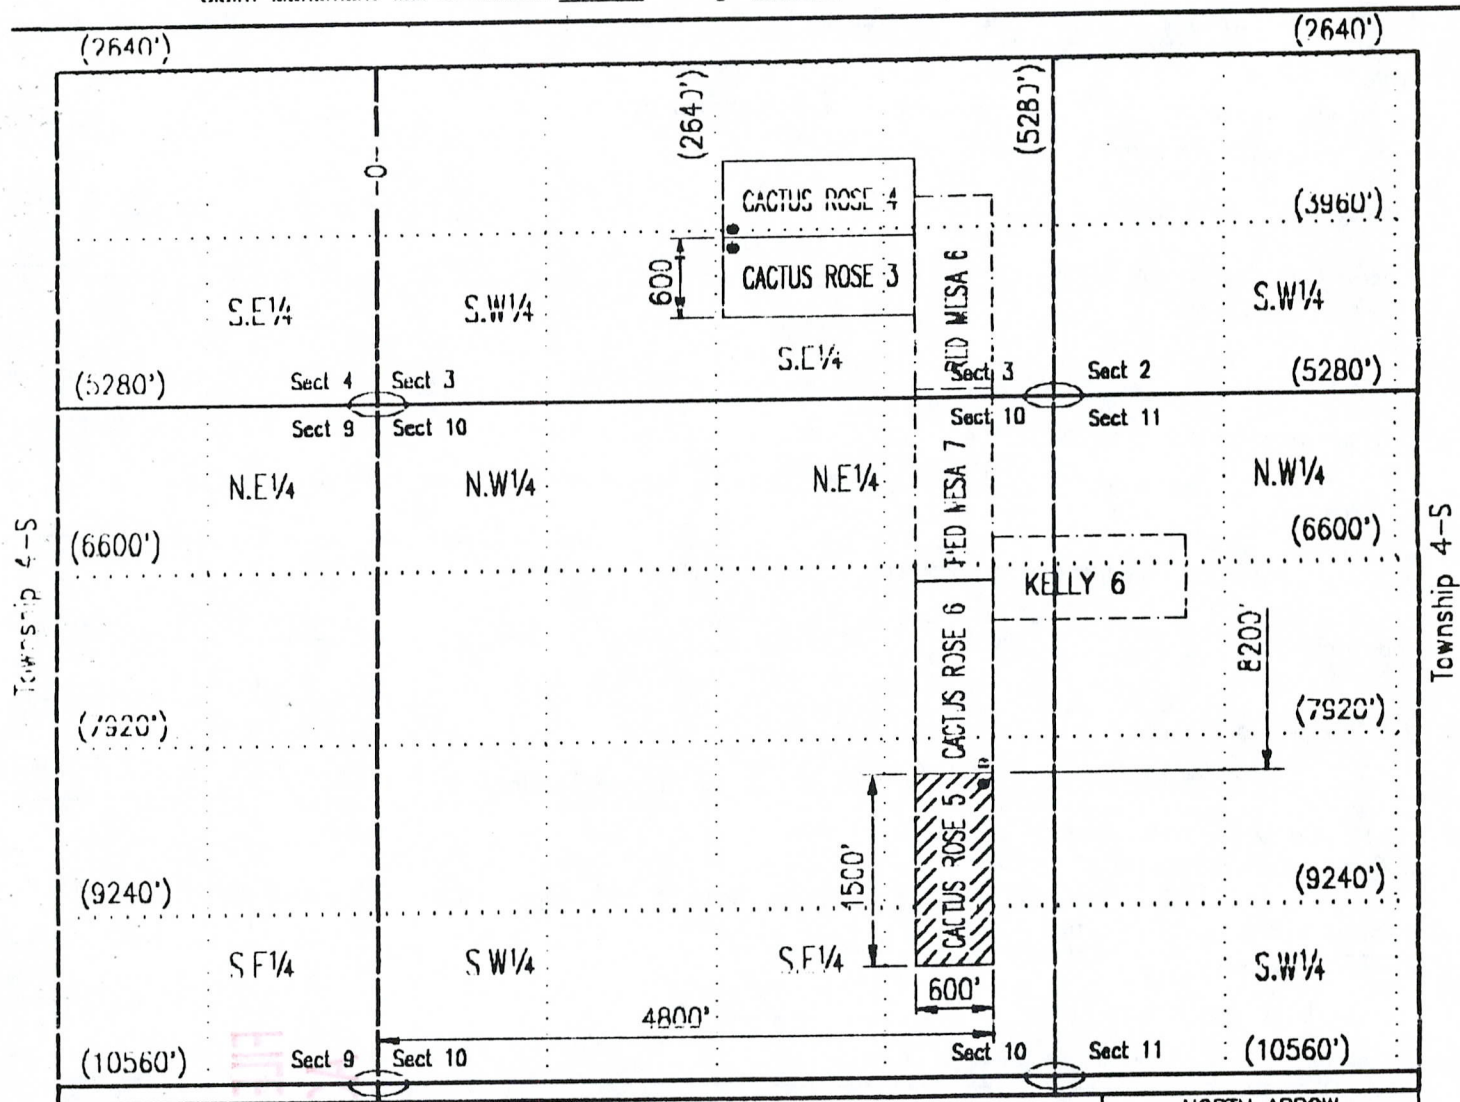 (2640')
(2640')
(2640')
(5280')
0
CACTUS ROSE 4
(3960')
600'
CACTUS ROSE 3
RED MESA 6
S.E1/4
S.W1/4
S.W1/4
S.E1/4
(5280')
Sect 4
Sect 3
Sect 3
Sect 2
(5280')
Sect 9
Sect 10
Sect 10
Sect 11
N.E1/4
N.W1/4
N.E1/4
RED MESA 7
N.W1/4
Township 4-S
(6600')
(6600')
Township 4-S
KELLY 6
CACTUS ROSE 6
8200'
(7920')
(7920')
1500'
CACTUS ROSE 5
(9240')
(9240')
S.E1/4
S.W1/4
S.E1/4
S.W1/4
600'
4800'
(10560')
Sect 9
Sect 10
Sect 10
Sect 11
(10560')
NORTH ARROW